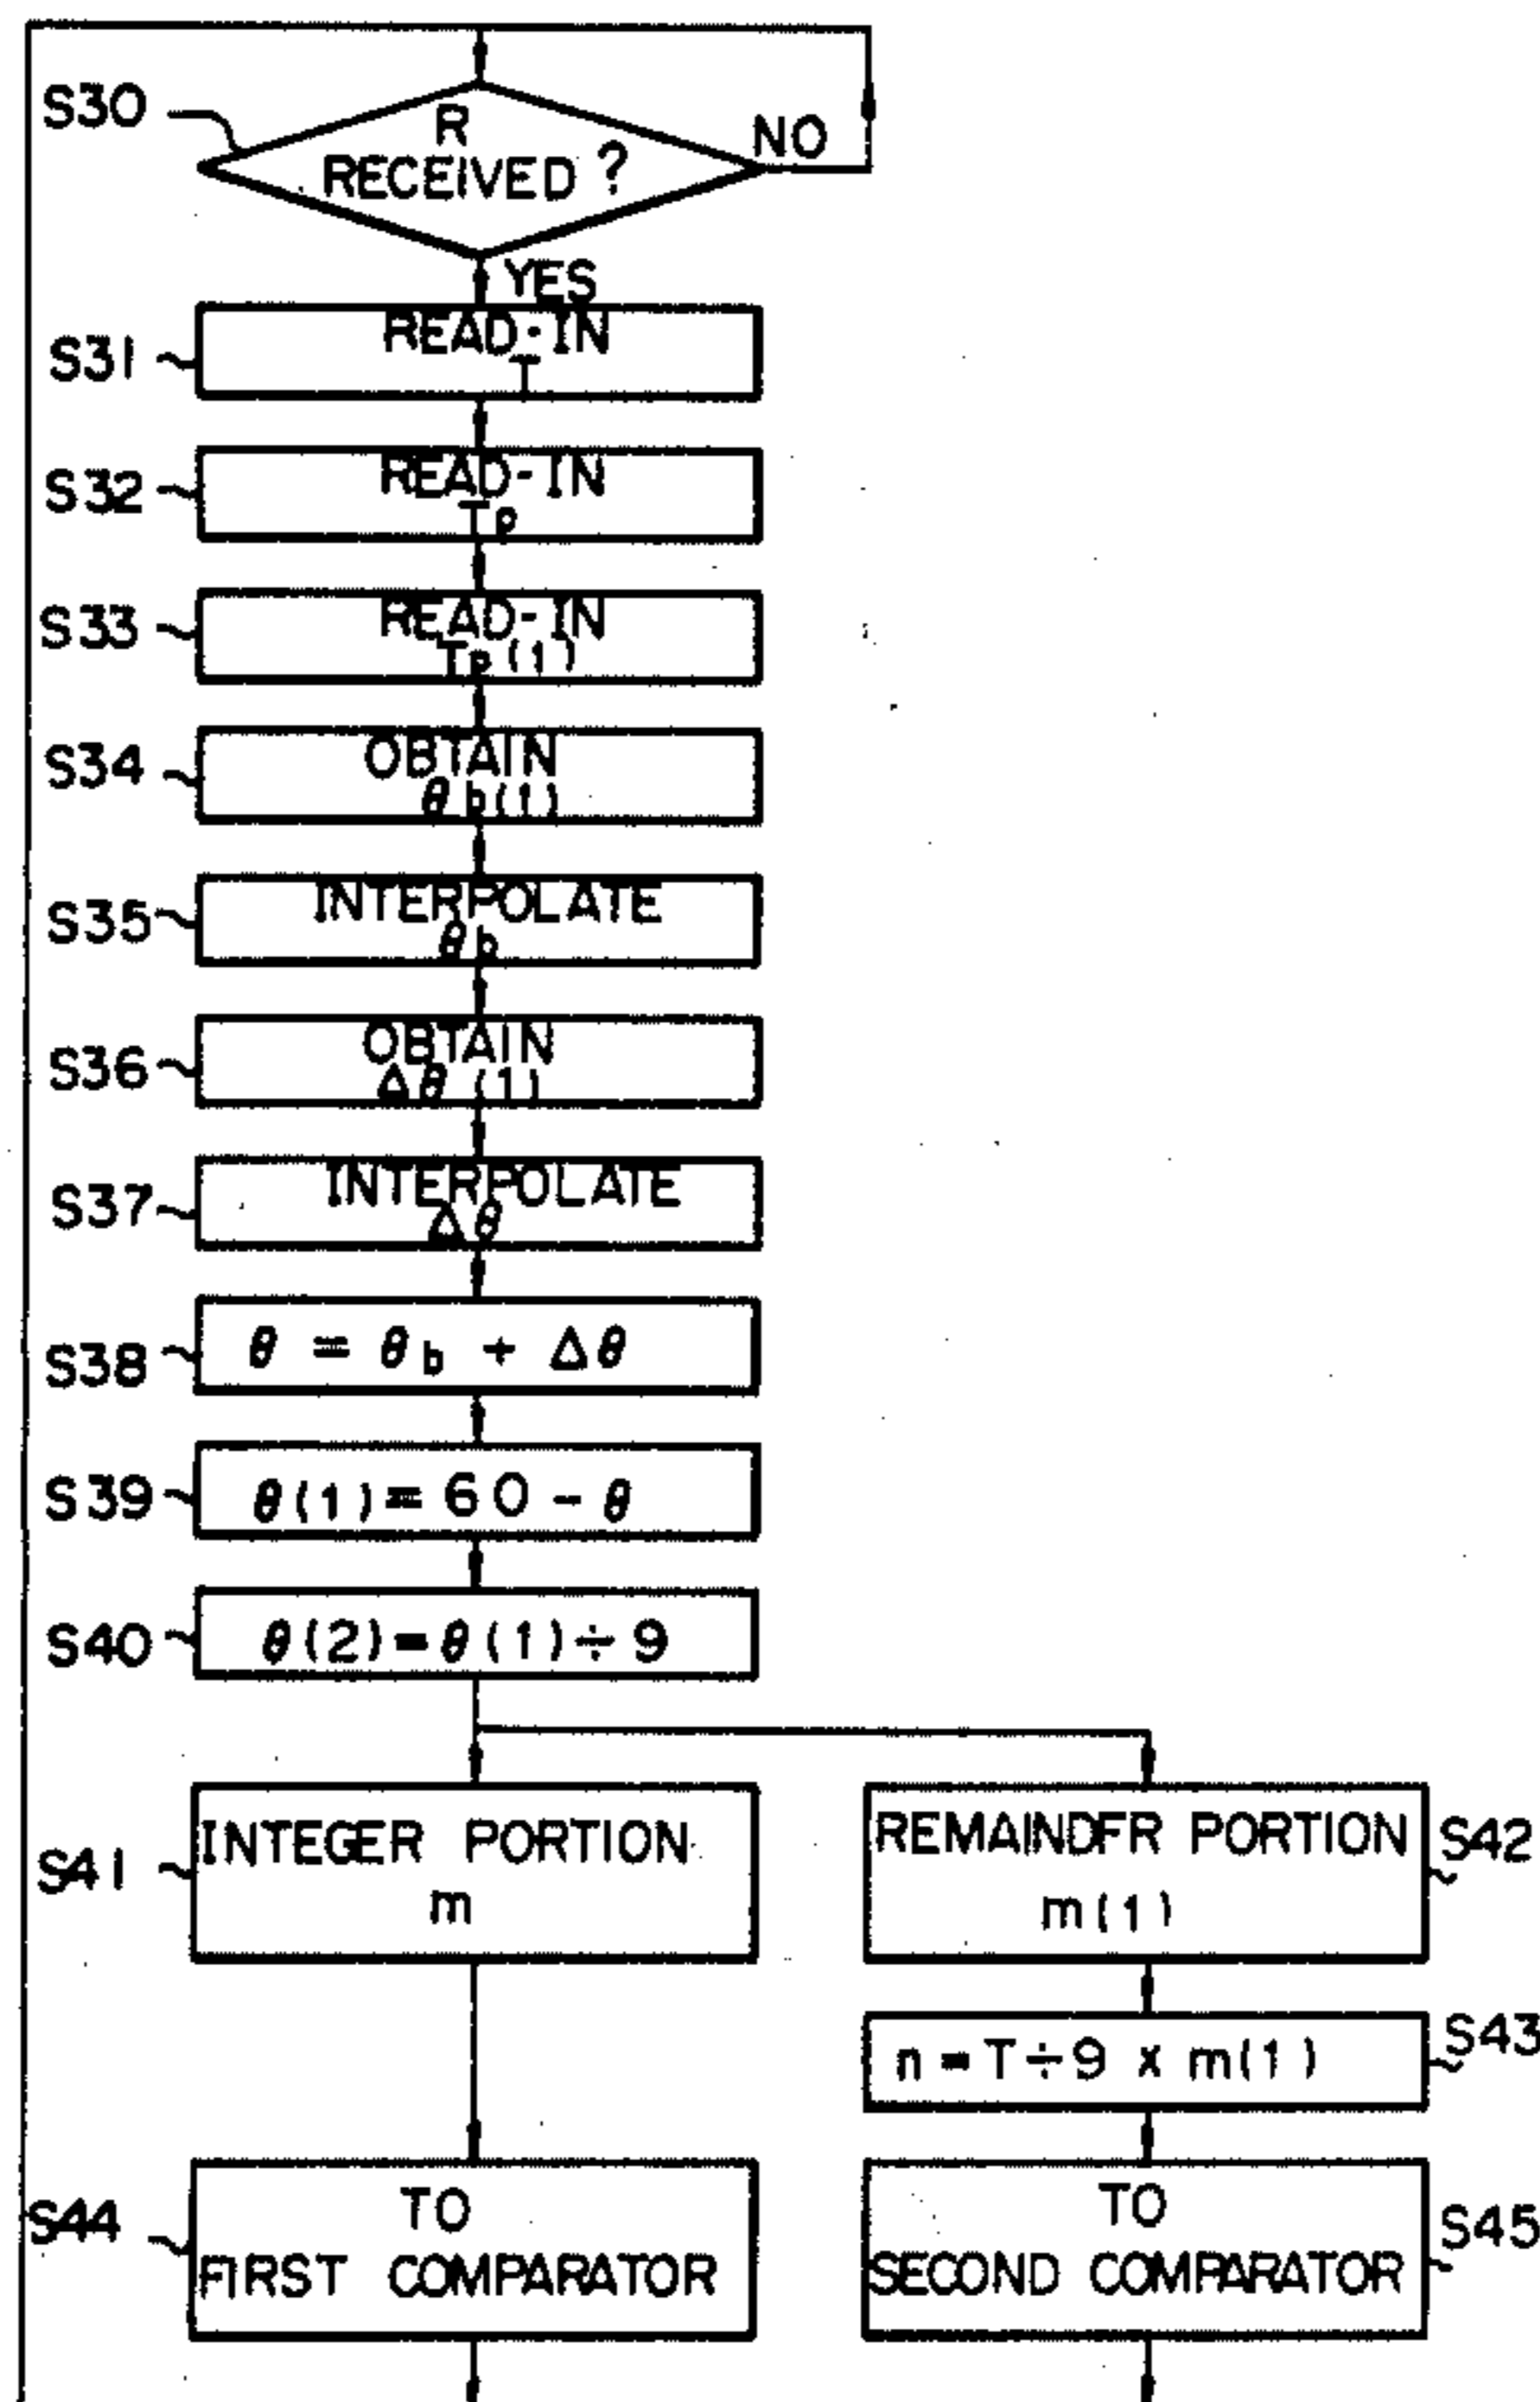 S30
R
RECEIVED ?
NO
YES
S31
READ-IN
T
S32
READ-IN
Tp
S33
READ-IN
Tp(1)
S34
OBTAIN
θb(1)
S35
INTERPOLATE
θb
S36
OBTAIN
Δθ(1)
S37
INTERPOLATE
Δθ
S38
θ = θb + Δθ
S39
θ(1) = 60 - θ
S40
θ(2) = θ(1) ÷ 9
S41
INTEGER PORTION
m
REMAINDFR PORTION
m(1)
S42
n = T ÷ 9 x m(1)
S43
S44
TO
FIRST COMPARATOR
TO
SECOND COMPARATOR
S45